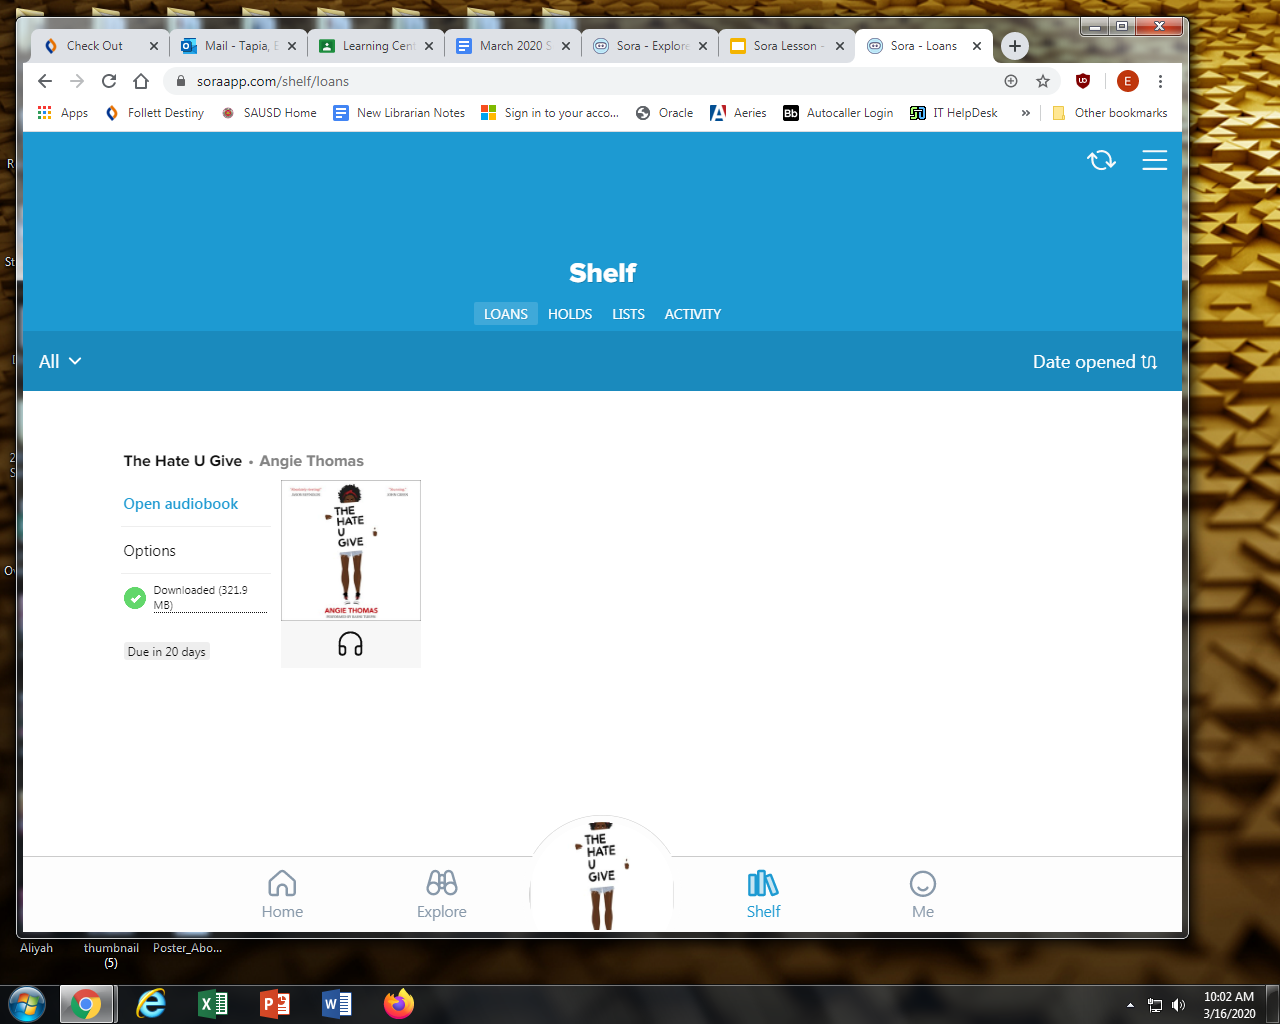 Check Out
Mail - Tapia, E
Learning Cent
March 2020 S
Sora - Explore
Sora Lesson -
Sora - Loans
soraapp.com/shelf/loans
E
Apps
Follett Destiny
SAUSD Home
New Librarian Notes
Sign in to your acco...
Oracle
Aeries
Bb
Autocaller Login
IT HelpDesk
»
Other bookmarks
Shelf
LOANS HOLDS LISTS ACTIVITY
All
Date opened
The Hate U Give • Angie Thomas
Open audiobook
Options
Downloaded (321.9
MB)
Due in 20 days
THE
HATE
U
GIVE
ANGIE THOMAS
THE
HATE
U
GIVE
Home
Explore
Shelf
Me
Aliyah
thumbnail
(5)
Poster_Abo...
10:02 AM
3/16/2020